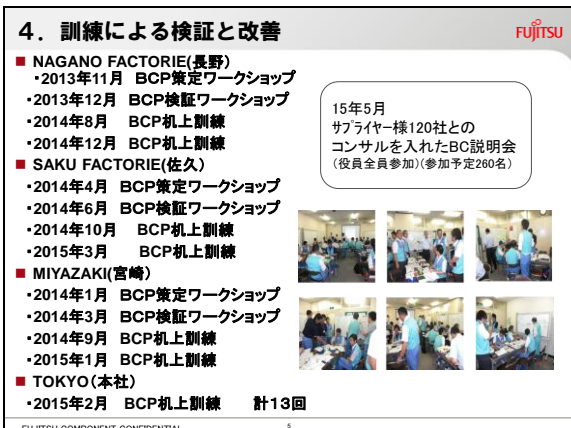 4．訓練による検証と改善
FUJITSU
■ NAGANO FACTORIE(長野）
・2013年11月　BCP策定ワークショップ
・2013年12月　BCP検証ワークショップ
・2014年8月　BCP机上訓練
・2014年12月　BCP机上訓練
■ SAKU FACTORIE(佐久）
・2014年4月　BCP策定ワークショップ
・2014年6月　BCP検証ワークショップ
・2014年10月　BCP机上訓練
・2015年3月　BCP机上訓練
■ MIYAZAKI(宮崎）
・2014年1月　BCP策定ワークショップ
・2014年3月　BCP検証ワークショップ
・2014年9月　BCP机上訓練
・2015年1月　BCP机上訓練
■ TOKYO（本社）
・2015年2月　BCP机上訓練　計13回
15年5月
ｻﾌﾟﾗｲﾔｰ様120社との
コンサルを入れたBC説明会
（役員全員参加）（参加予定260名）
FUJITSU COMPONENT CONFIDENTIAL
5